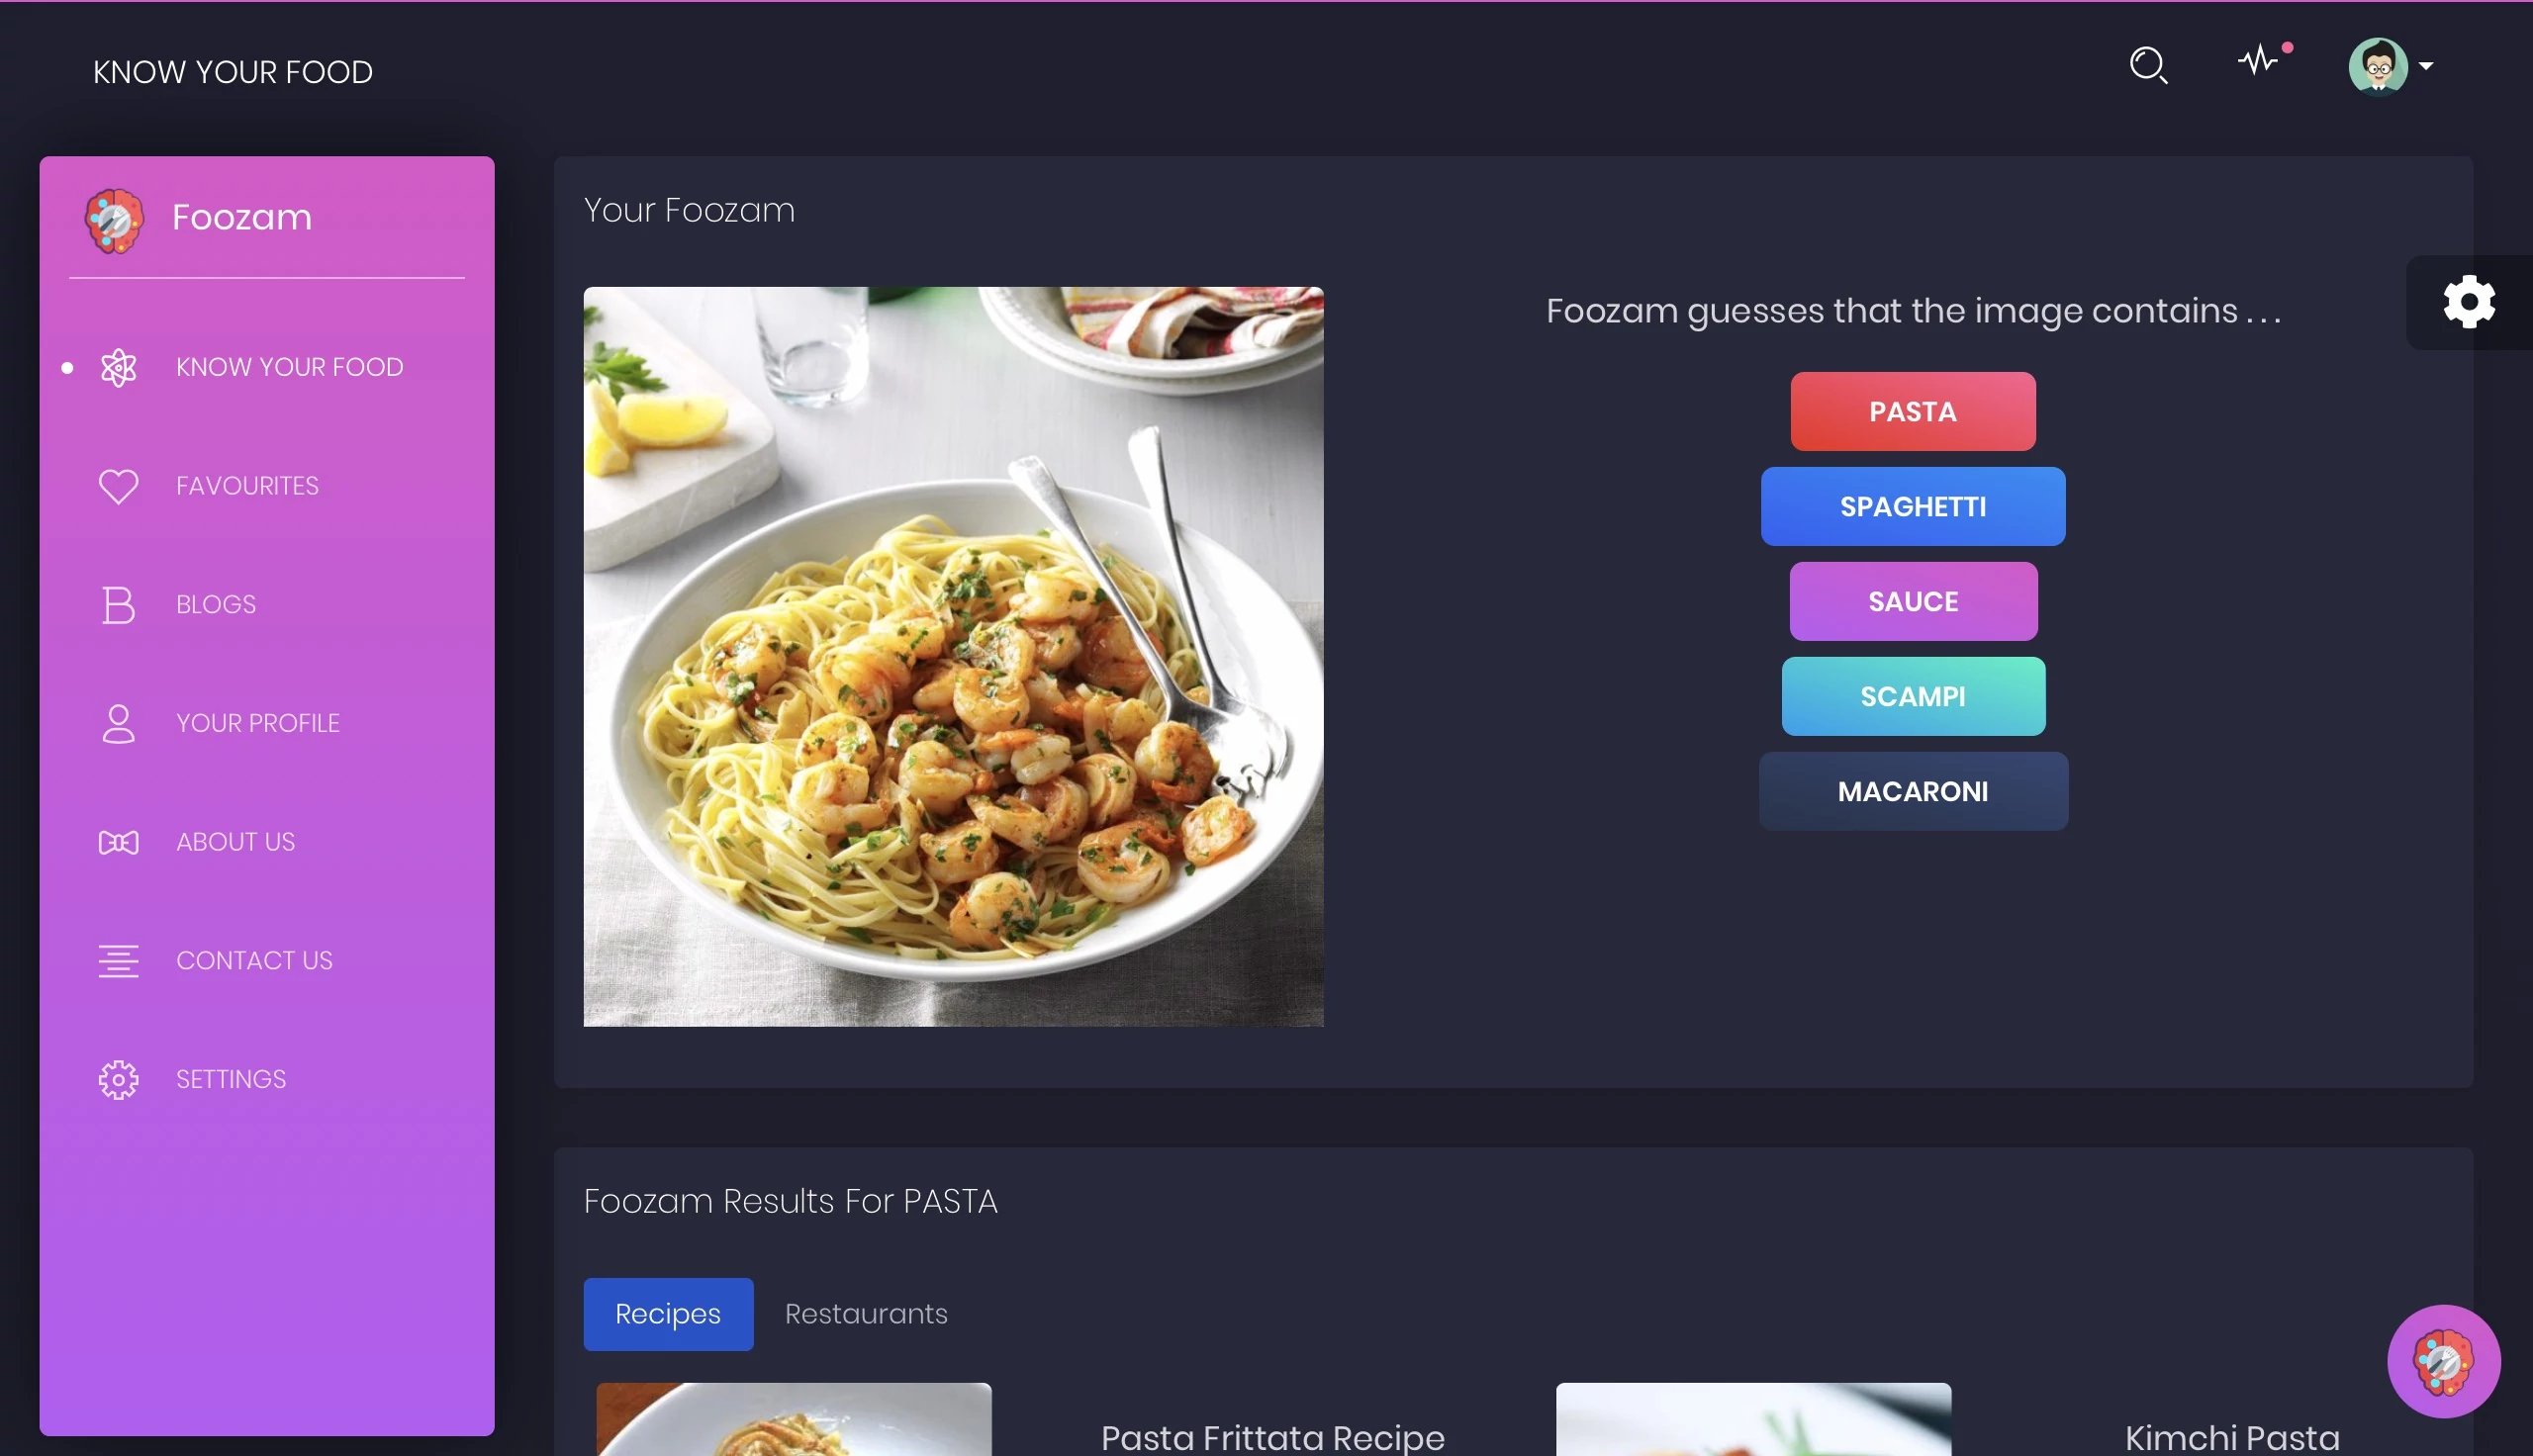 KNOW YOUR FOOD
Foozam
KNOW YOUR FOOD
FAVOURITES
BLOGS
YOUR PROFILE
ABOUT US
CONTACT US
SETTINGS
Your Foozam
Foozam guesses that the image contains . . .
PASTA
SPAGHETTI
SAUCE
SCAMPI
MACARONI
Foozam Results For PASTA
Recipes Restaurants
Pasta Frittata Recipe
Kimchi Pasta